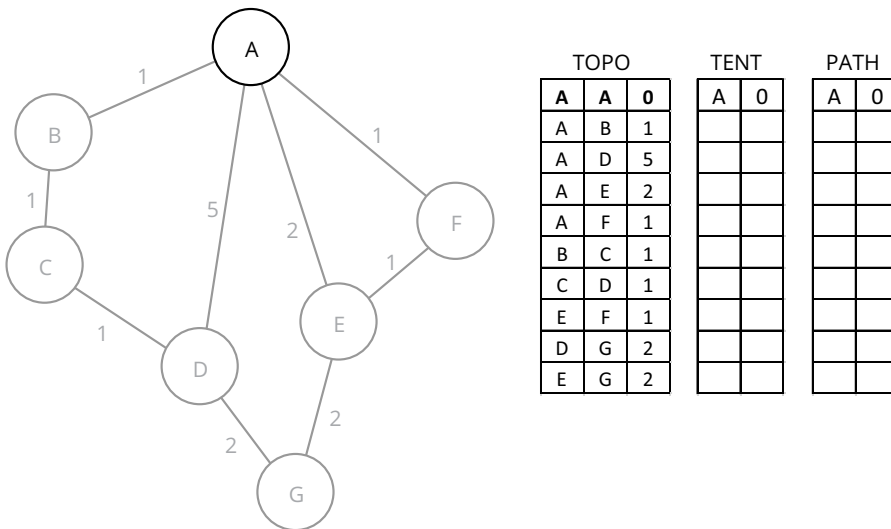 A
B
C
D
E
F
G
1
1
1
5
2
1
1
2
2
TOPO
A A 0
A B 1
A D 5
A E 2
A F 1
B C 1
C D 1
E F 1
D G 2
E G 2
TENT
A 0
PATH
A 0